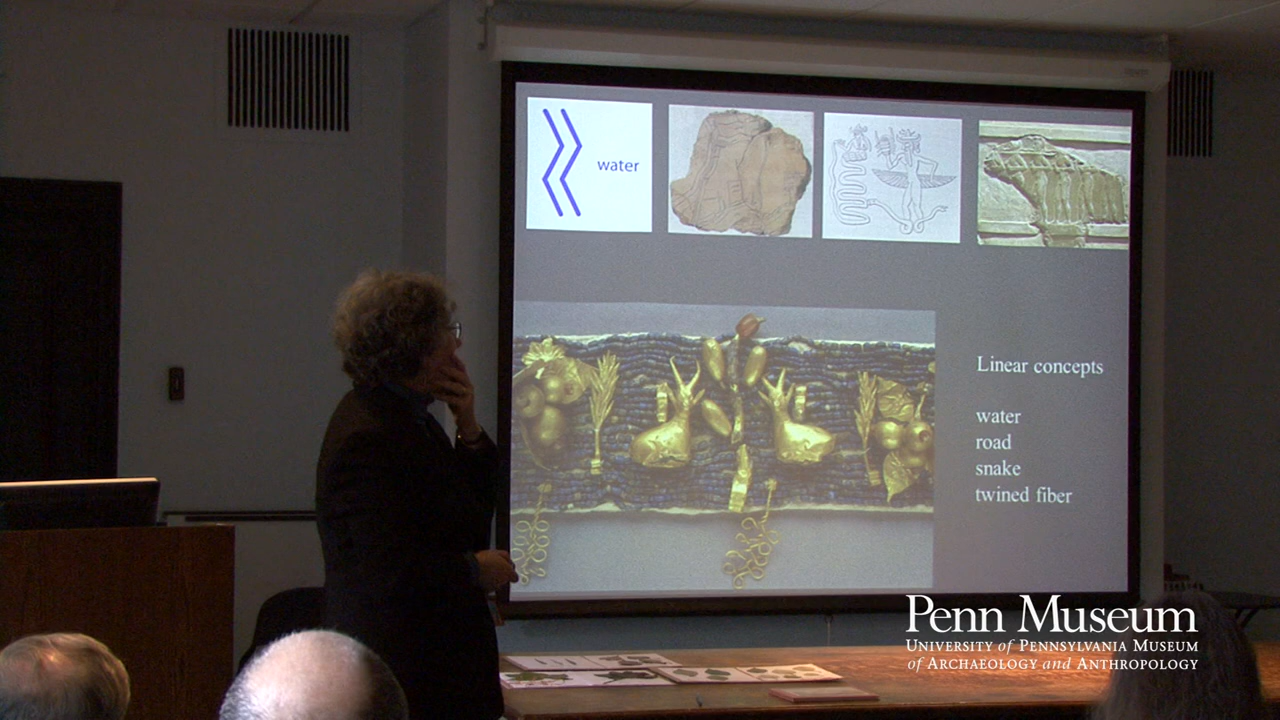 water
Linear concepts
water
road
snake
twined fiber
Penn Museum
University of Pennsylvania Museum
of Archaeology and Anthropology